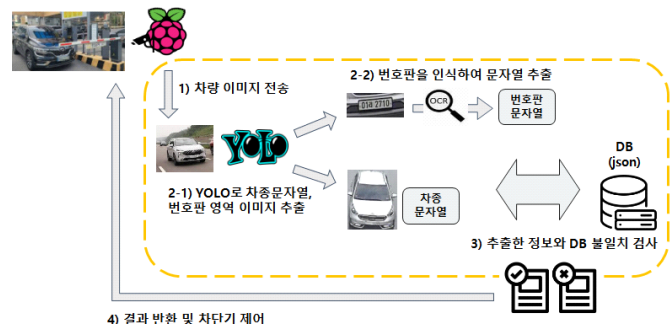 1) 차량 이미지 전송
2-2) 번호판을 인식하여 문자열 추출
OCR
번호판
문자열
YOLO
2-1) YOLO로 차종문자열,
번호판 영역 이미지 추출
차종
문자열
DB
(json)
3) 추출한 정보와 DB 불일치 검사
4) 결과 반환 및 차단기 제어